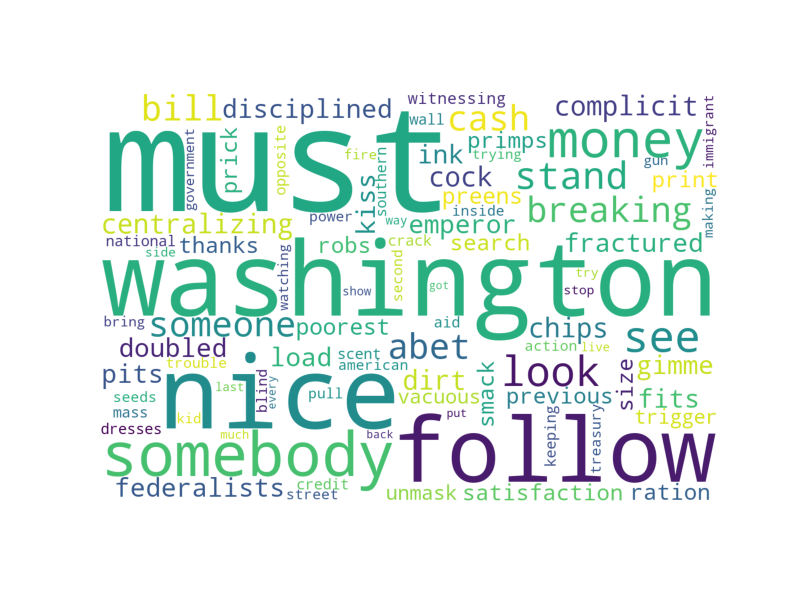 witnessing
bill
disciplined
wall
cash
complicit
immigrant
must
government
prick
opposite
fire
southern
ink
trying
primps
money
gun
cock
stand
print
kiss
preens
centralizing
power
way
emperor
inside
breaking
making
national
side
thanks
watching
robs
crack
second
search
fractured
washington
show
got
try
stop
bring
someone
poorest
aid
chips
see
doubled
load
scent
american
abet
action
live
trouble
pits
nice
blind
every
last
pull
dirt
vacuous
smack
look
previous
size
gimme
fits
seeds
mass
kid
put
trigger
dresses
much
back
somebody
follow
keeping
treasury
federalists
street
credit
unmask
satisfaction
ration